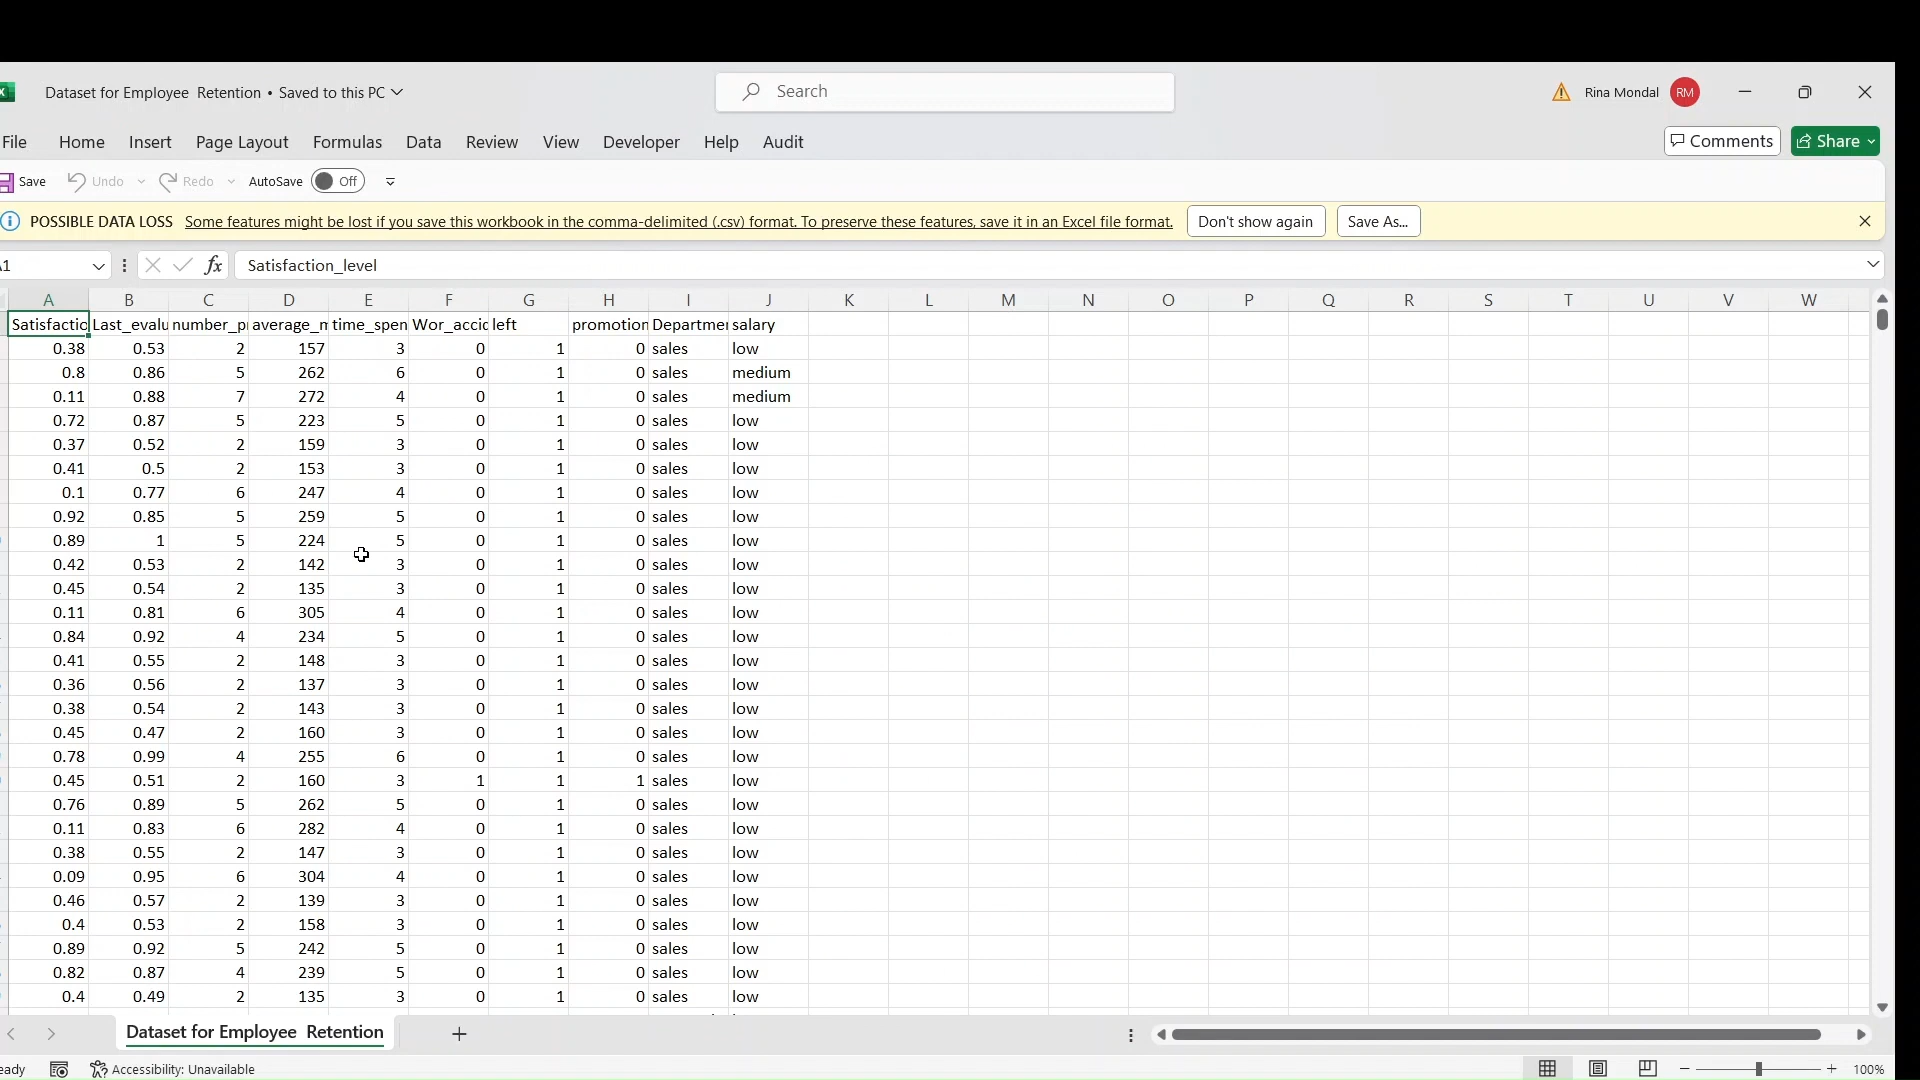 Dataset for Employee Retention • Saved to this PC
Search
Rina Mondal RM
File Home Insert Page Layout Formulas Data Review View Developer Help Audit Comments Share
Save Undo Redo AutoSave Off
POSSIBLE DATA LOSS Some features might be lost if you save this workbook in the comma-delimited (.csv) format. To preserve these features, save it in an Excel file format. Don't show again Save As...
fx Satisfaction_level
A B C D E F G H I J K L M N O P Q R S T U V W
Satisfactic Last_evalu number_p average_m time_spen Wor_accic left promotion Departmer salary
0.38 0.53 2 157 3 0 1 0 sales low
0.8 0.86 5 262 6 0 1 0 sales medium
0.11 0.88 7 272 4 0 1 0 sales medium
0.72 0.87 5 223 5 0 1 0 sales low
0.37 0.52 2 159 3 0 1 0 sales low
0.41 0.5 2 153 3 0 1 0 sales low
0.1 0.77 6 247 4 0 1 0 sales low
0.92 0.85 5 259 5 0 1 0 sales low
0.89 1 5 224 5 0 1 0 sales low
0.42 0.53 2 142 3 0 1 0 sales low
0.45 0.54 2 135 3 0 1 0 sales low
0.11 0.81 6 305 4 0 1 0 sales low
0.84 0.92 4 234 5 0 1 0 sales low
0.41 0.55 2 148 3 0 1 0 sales low
0.36 0.56 2 137 3 0 1 0 sales low
0.38 0.54 2 143 3 0 1 0 sales low
0.45 0.47 2 160 3 0 1 0 sales low
0.78 0.99 4 255 6 0 1 0 sales low
0.45 0.51 2 160 3 1 1 1 sales low
0.76 0.89 5 262 5 0 1 0 sales low
0.11 0.83 6 282 4 0 1 0 sales low
0.38 0.55 2 147 3 0 1 0 sales low
0.09 0.95 6 304 4 0 1 0 sales low
0.46 0.57 2 139 3 0 1 0 sales low
0.4 0.53 2 158 3 0 1 0 sales low
0.89 0.92 5 242 5 0 1 0 sales low
0.82 0.87 4 239 5 0 1 0 sales low
0.4 0.49 2 135 3 0 1 0 sales low
Dataset for Employee Retention
Accessibility: Unavailable 100%